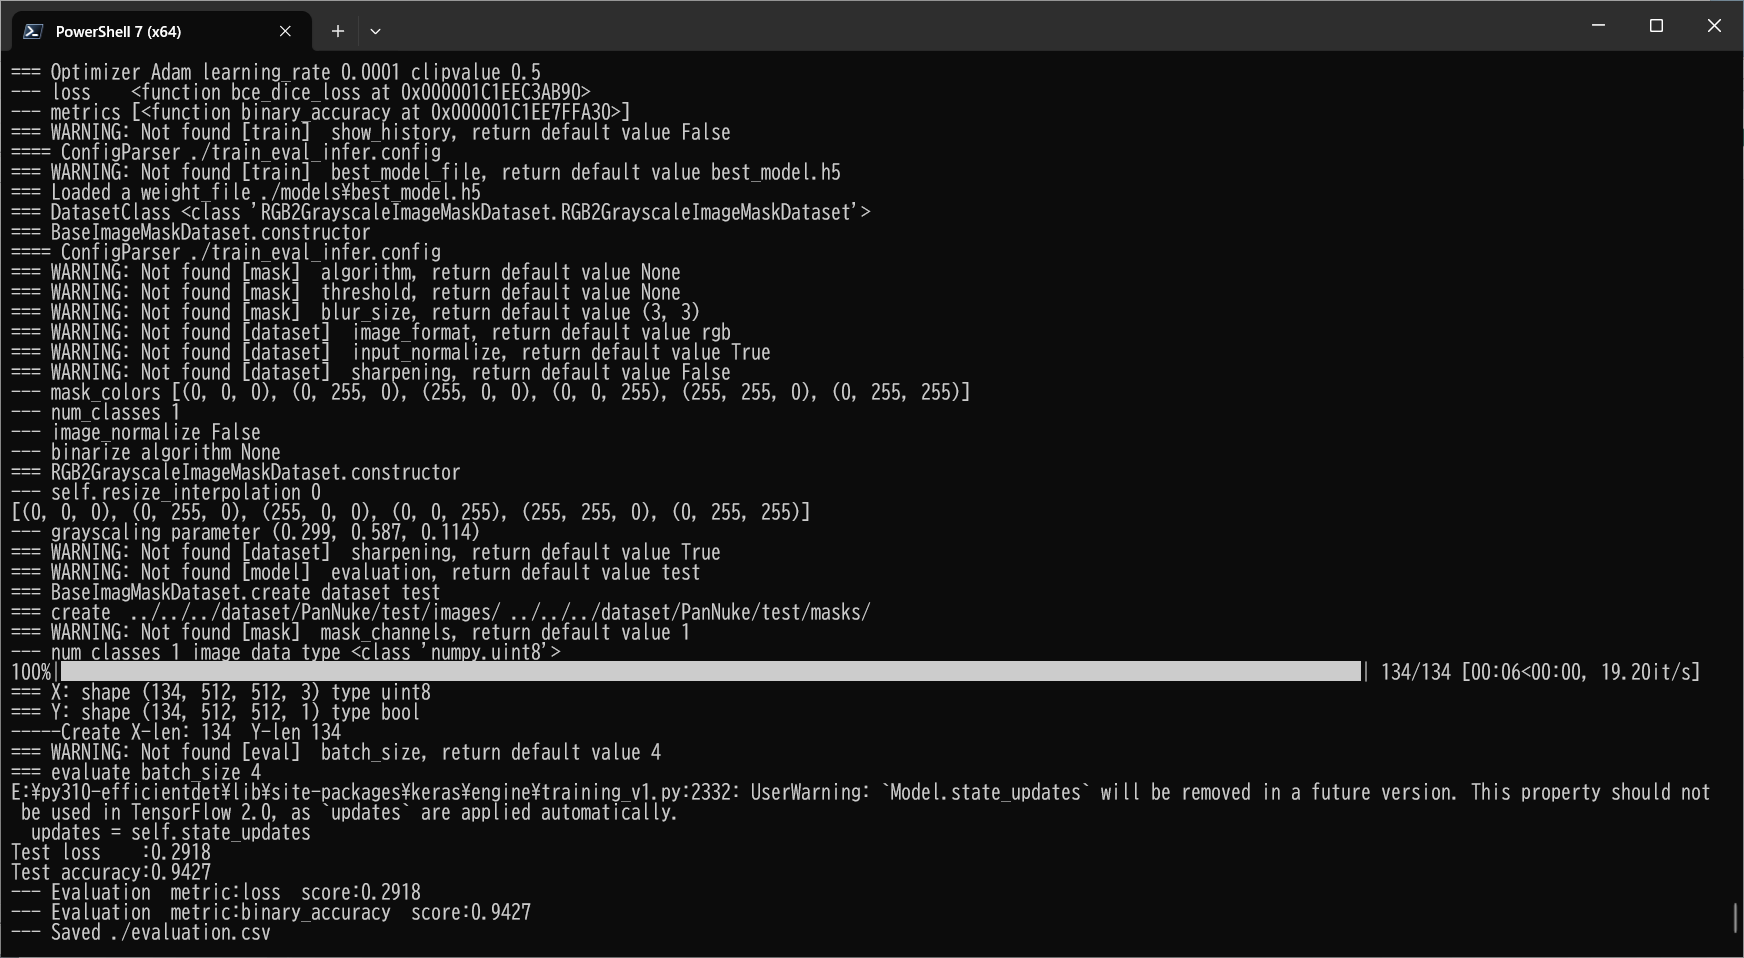 PowerShell 7 (x64)
=== Optimizer Adam learning_rate 0.0001 clipvalue 0.5
--- loss    <function bce_dice_loss at 0x000001C1EEC3AB90>
--- metrics [<function binary_accuracy at 0x000001C1EE7FFA30>]
=== WARNING: Not found [train]  show_history, return default value False
==== ConfigParser ./train_eval_infer.config
=== WARNING: Not found [train]  best_model_file, return default value best_model.h5
=== Loaded a weight_file ./models¥best_model.h5
=== DatasetClass <class 'RGB2GrayscaleImageMaskDataset.RGB2GrayscaleImageMaskDataset'>
=== BaseImageMaskDataset.constructor
==== ConfigParser ./train_eval_infer.config
=== WARNING: Not found [mask]  algorithm, return default value None
=== WARNING: Not found [mask]  threshold, return default value None
=== WARNING: Not found [mask]  blur_size, return default value (3, 3)
=== WARNING: Not found [dataset]  image_format, return default value rgb
=== WARNING: Not found [dataset]  input_normalize, return default value True
=== WARNING: Not found [dataset]  sharpening, return default value False
--- mask_colors [(0, 0, 0), (0, 255, 0), (255, 0, 0), (0, 0, 255), (255, 255, 0), (0, 255, 255)]
--- num_classes 1
--- image_normalize False
--- binarize algorithm None
=== RGB2GrayscaleImageMaskDataset.constructor
--- self.resize_interpolation 0
[(0, 0, 0), (0, 255, 0), (255, 0, 0), (0, 0, 255), (255, 255, 0), (0, 255, 255)]
--- grayscaling parameter (0.299, 0.587, 0.114)
=== WARNING: Not found [dataset]  sharpening, return default value True
=== WARNING: Not found [model]  evaluation, return default value test
=== BaseImagMaskDataset.create dataset test
=== create  ../../../dataset/PanNuke/test/images/ ../../../dataset/PanNuke/test/masks/
=== WARNING: Not found [mask]  mask_channels, return default value 1
--- num_classes 1 image data_type <class 'numpy.uint8'>
100%| | 134/134 [00:06<00:00, 19.20it/s]
=== X: shape (134, 512, 512, 3) type uint8
=== Y: shape (134, 512, 512, 1) type bool
-----Create X-len: 134  Y-len 134
=== WARNING: Not found [eval]  batch_size, return default value 4
=== evaluate batch_size 4
E:¥py310-efficientdet¥lib¥site-packages¥keras¥engine¥training_v1.py:2332: UserWarning: `Model.state_updates` will be removed in a future version. This property should not
 be used in TensorFlow 2.0, as `updates` are applied automatically.
  updates = self.state_updates
Test loss    :0.2918
Test accuracy:0.9427
--- Evaluation  metric:loss  score:0.2918
--- Evaluation  metric:binary_accuracy  score:0.9427
--- Saved ./evaluation.csv